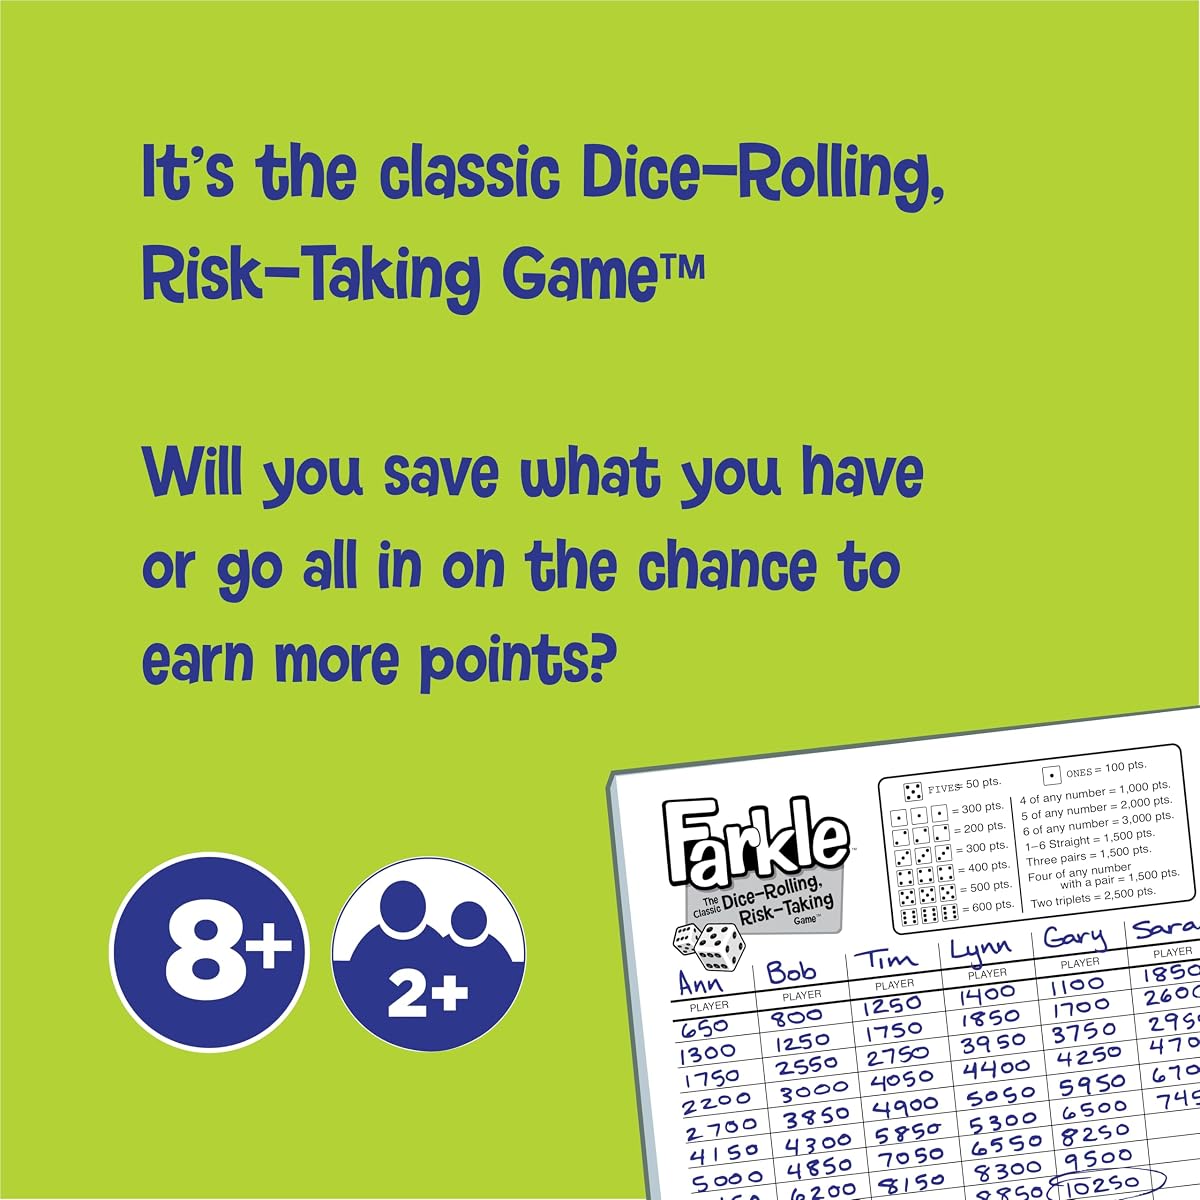 It's the classic Dice-Rolling,
Risk-Taking Game™
Will you save what you have
or go all in on the chance to
earn more points?
8+
2+
Farkle™
The Classic Dice-Rolling,
Risk-Taking
Game™
FIVES= 50 pts.
= 300 pts.
= 200 pts.
= 300 pts.
= 400 pts.
= 500 pts.
= 600 pts.
ONES = 100 pts.
4 of any number = 1,000 pts.
5 of any number = 2,000 pts.
6 of any number = 3,000 pts.
1-6 Straight = 1,500 pts.
Three pairs = 1,500 pts.
Four of any number
with a pair = 1,500 pts.
Two triplets = 2,500 pts.
Ann Bob Tim Lynn Gary Sara
PLAYER PLAYER PLAYER PLAYER PLAYER PLAYER
650 800 1250 1400 1100 1850
1300 1250 1750 1850 1700 2600
1750 2550 2750 3950 3750
2200 3000 4050 4400 4250
2700 3850 4900 5050 5950
4150 4300 5850 5300 6500
5000 4850 7050 6550 8250
6200 8150 8300 9500
8850 10250